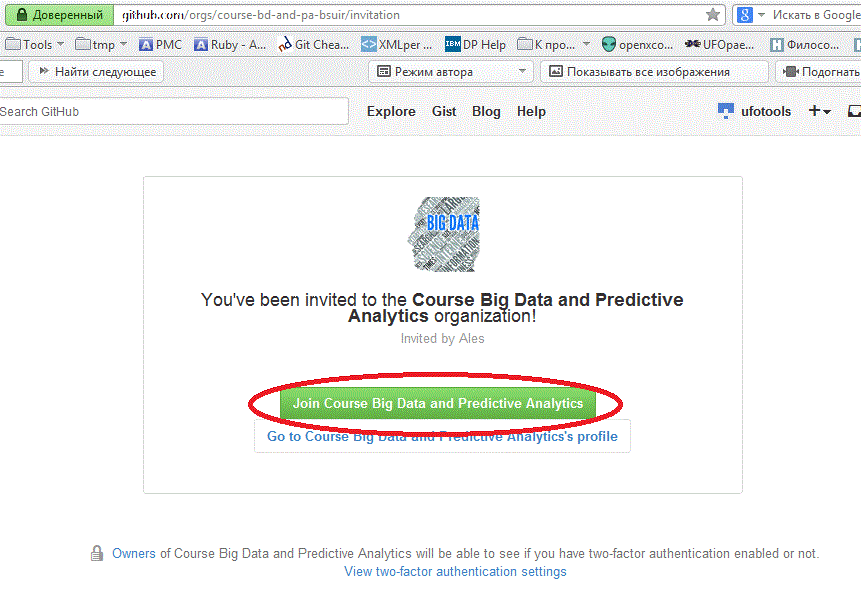 Доверенный github.com/orgs/course-bd-and-pa-bsuir/invitation Искать в Google
Tools tmp PMC Ruby - A... Git Chea... XMLper ... IBM DP Help К про... openxco... UFOpae... Филосо...
е Найти следующее Режим автора Показывать все изображения Подогнать
Search GitHub Explore Gist Blog Help ufotools
BIG DATA
You've been invited to the Course Big Data and Predictive
Analytics organization!
Invited by Ales
Join Course Big Data and Predictive Analytics
Go to Course Big Data and Predictive Analytics's profile
Owners of Course Big Data and Predictive Analytics will be able to see if you have two-factor authentication enabled or not.
View two-factor authentication settings